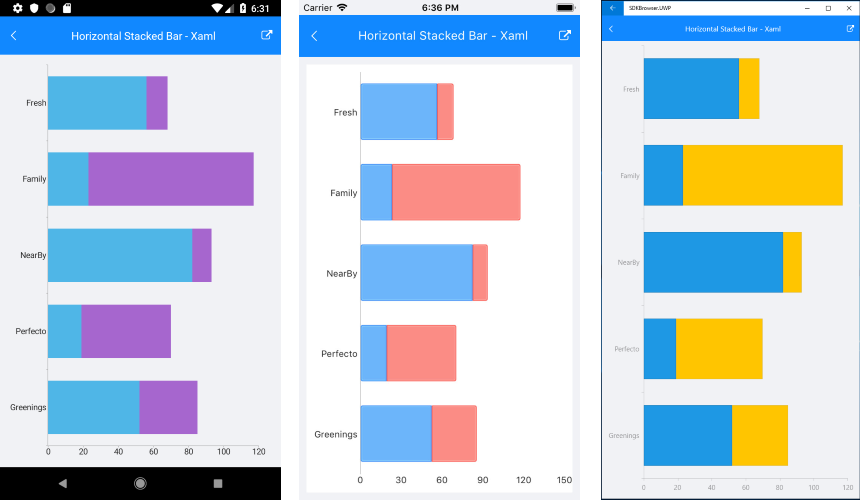 6:31
Horizontal Stacked Bar - Xaml
Fresh
Family
NearBy
Perfecto
Greenings
0 20 40 60 80 100 120
Carrier 6:36 PM
Horizontal Stacked Bar - Xaml
Fresh
Family
NearBy
Perfecto
Greenings
0 30 60 90 120 150
SDKBrowser.UWP
Horizontal Stacked Bar - Xaml
Fresh
Family
NearBy
Perfecto
Greenings
0 20 40 60 80 100 120